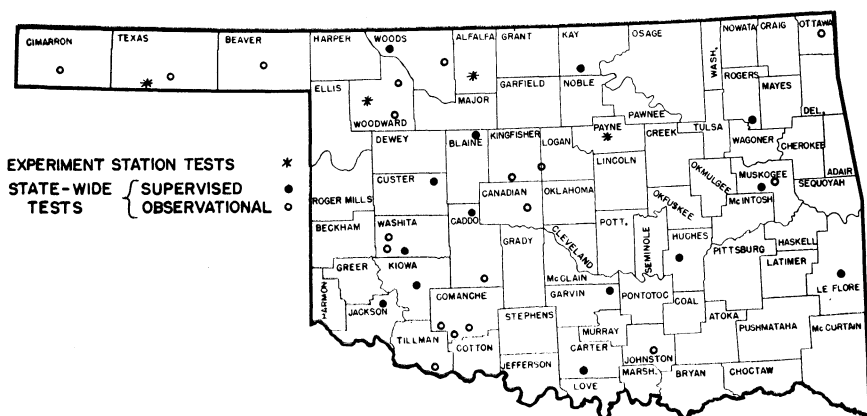 CIMARRON
TEXAS
BEAVER
HARPER
WOODS
ALFALFA
GRANT
KAY
OSAGE
WASH.
NOWATA
CRAIG
OTTAWA
ELLIS
WOODWARD
MAJOR
GARFIELD
NOBLE
PAWNEE
ROGERS
MAYES
DEL.
DEWEY
BLAINE
KINGFISHER
LOGAN
PAYNE
CREEK
TULSA
WAGONER
CHEROKEE
ADAIR
EXPERIMENT STATION TESTS *
STATE-WIDE TESTS { SUPERVISED ●
OBSERVATIONAL ○
ROGER MILLS
CUSTER
CANADIAN
OKLAHOMA
LINCOLN
OKFUSKEE
OKMULGEE
MUSKOGEE
McINTOSH
SEQUOYAH
BECKHAM
WASHITA
CADDO
GRADY
CLEVELAND
POTT.
SEMINOLE
HUGHES
PITTSBURG
HASKELL
LATIMER
LE FLORE
GREER
KIOWA
HARMON
JACKSON
COMANCHE
McCLAIN
GARVIN
PONTOTOC
COAL
ATOKA
PUSHMATAHA
McCURTAIN
TILLMAN
COTTON
STEPHENS
MURRAY
CARTER
JOHNSTON
JEFFERSON
LOVE
MARSH.
BRYAN
CHOCTAW